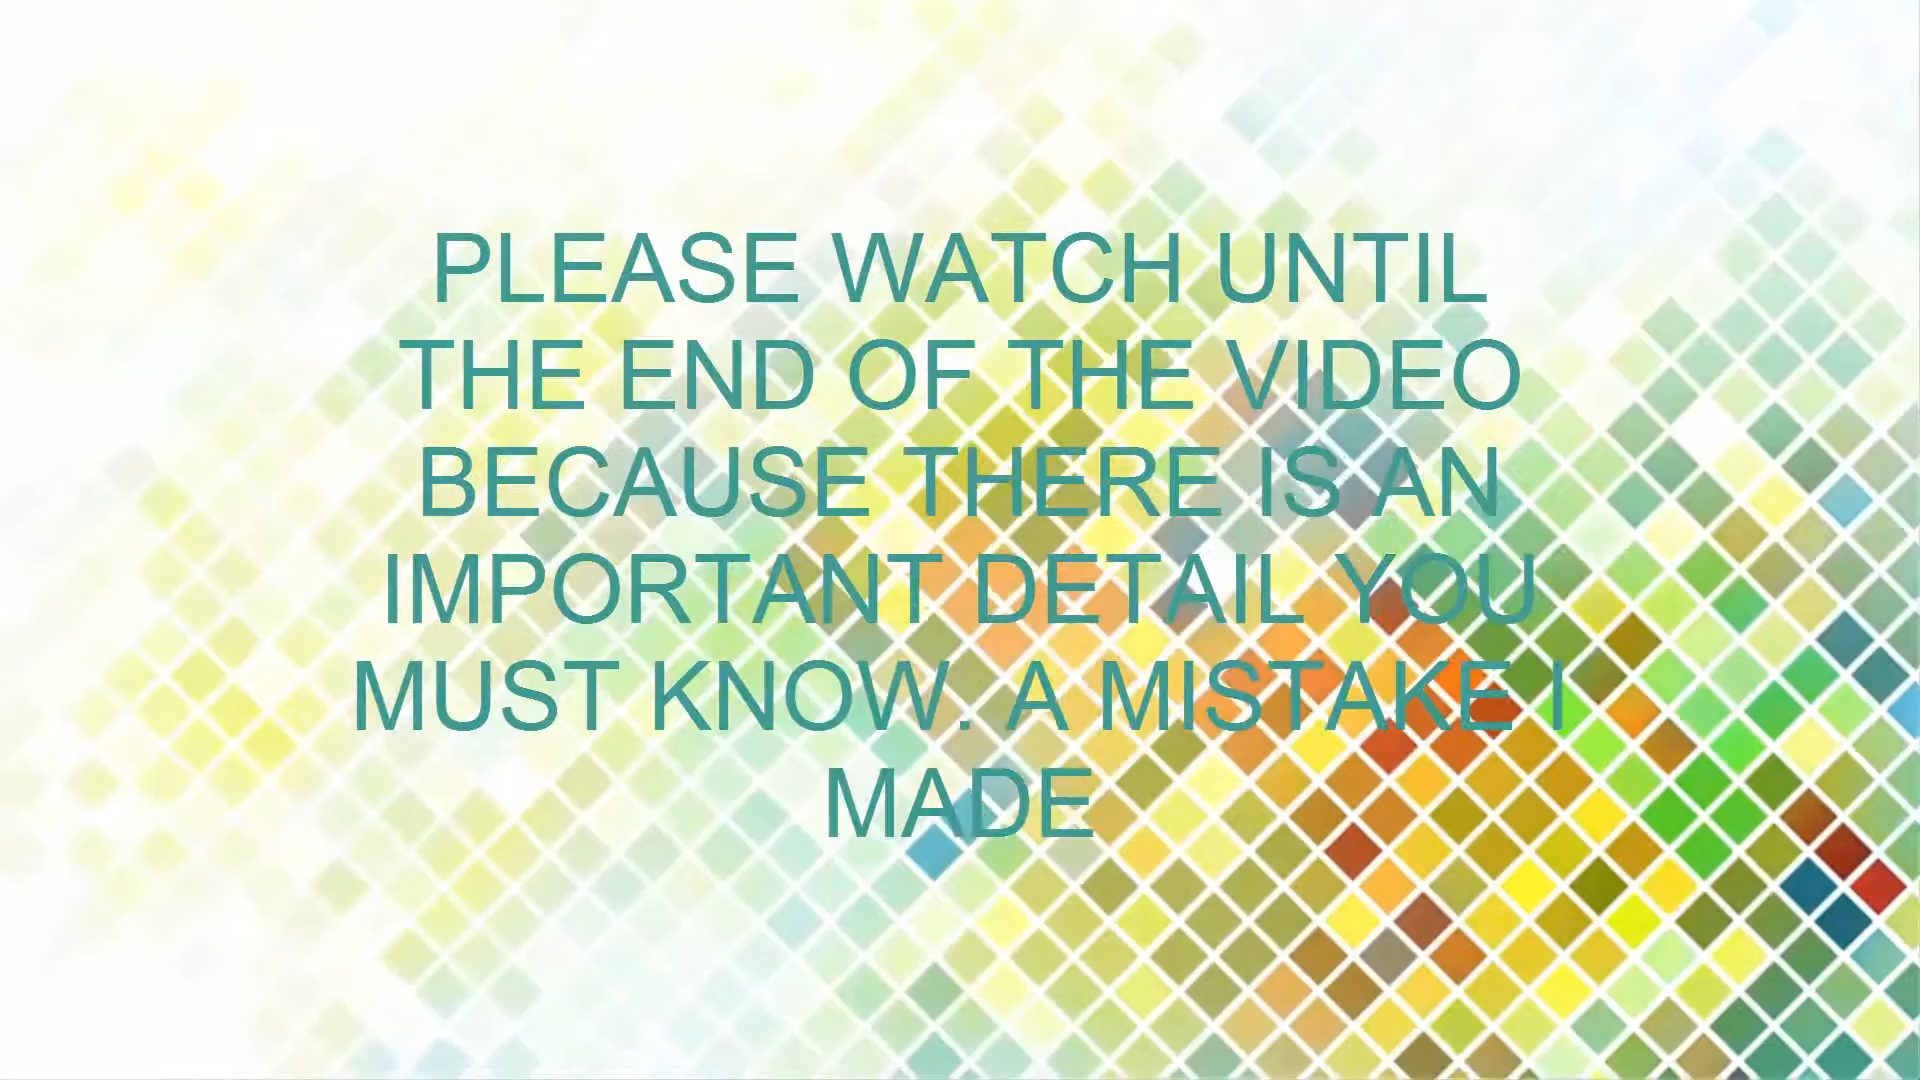 PLEASE WATCH UNTIL
THE END OF THE VIDEO
BECAUSE THERE IS AN
IMPORTANT DETAIL YOU
MUST KNOW. A MISTAKE I
MADE